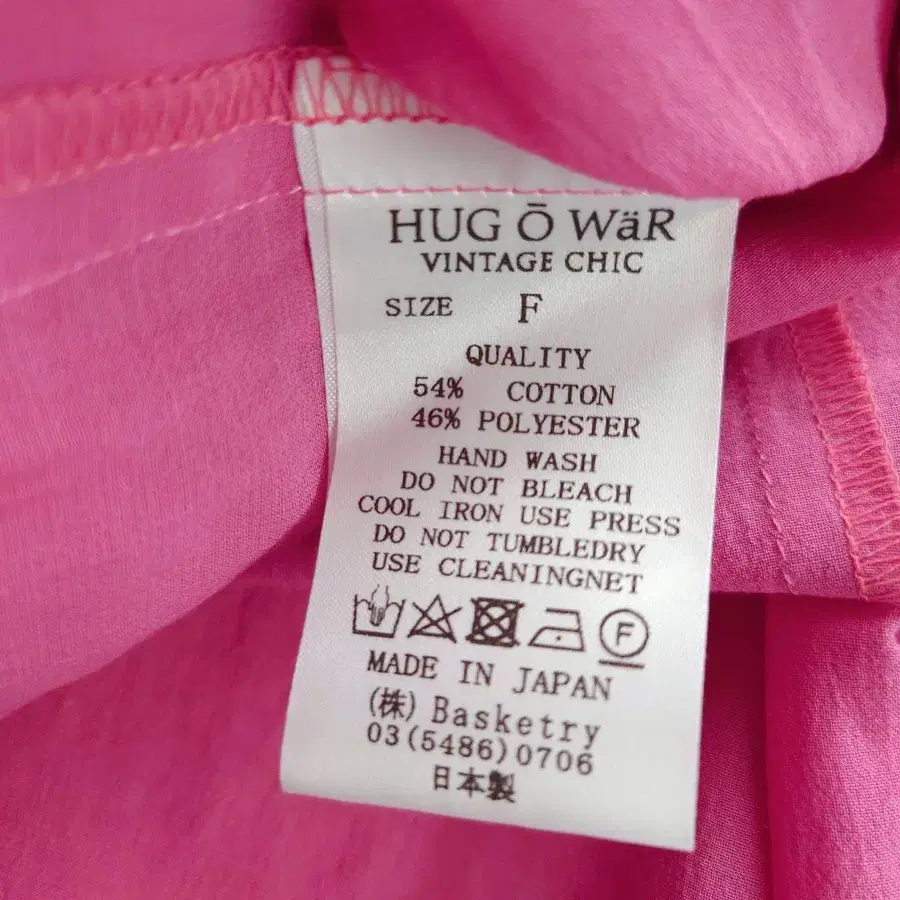 HUG Ō WäR
VINTAGE CHIC
SIZE F
QUALITY
54% COTTON
46% POLYESTER
HAND WASH
DO NOT BLEACH
COOL IRON USE PRESS
DO NOT TUMBLEDRY
USE CLEANINGNET
F
MADE IN JAPAN
(株) Basketry
03(5486)0706
日本製